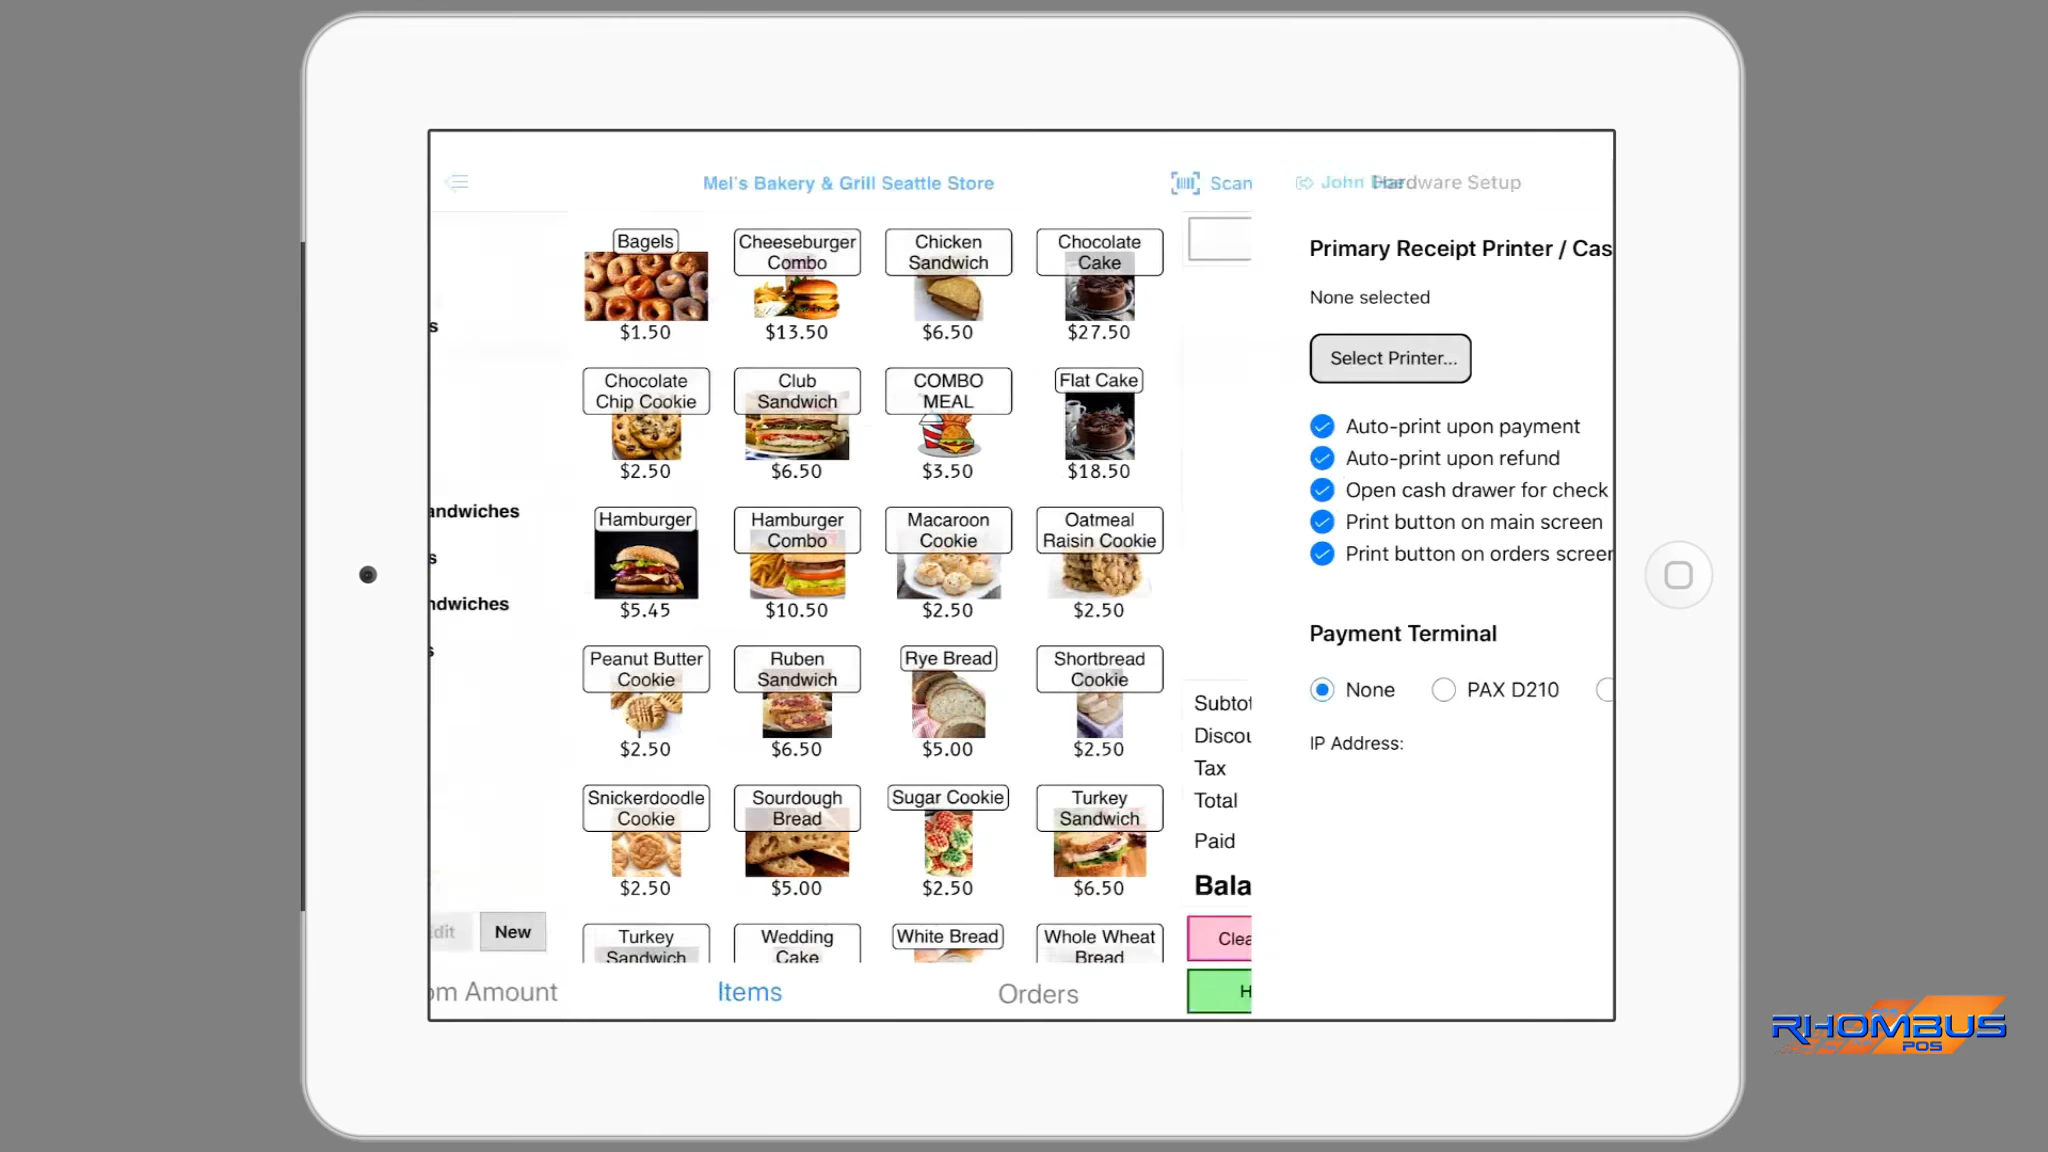 Mel's Bakery & Grill Seattle Store
Scan
John
Hardware Setup
s
andwiches
s
ndwiches
s
dit
New
om Amount
Bagels
$1.50
Cheeseburger
Combo
$13.50
Chicken
Sandwich
$6.50
Chocolate
Cake
$27.50
Chocolate
Chip Cookie
$2.50
Club
Sandwich
$6.50
COMBO
MEAL
$3.50
Flat Cake
$18.50
Hamburger
$5.45
Hamburger
Combo
$10.50
Macaroon
Cookie
$2.50
Oatmeal
Raisin Cookie
$2.50
Peanut Butter
Cookie
$2.50
Ruben
Sandwich
$6.50
Rye Bread
$5.00
Shortbread
Cookie
$2.50
Snickerdoodle
Cookie
$2.50
Sourdough
Bread
$5.00
Sugar Cookie
$2.50
Turkey
Sandwich
$6.50
Turkey
Sandwich
Wedding
Cake
White Bread
Whole Wheat
Bread
Items
Orders
Subtot
Discou
Tax
Total
Paid
Bala
Clea
H
Primary Receipt Printer / Cas
None selected
Select Printer...
Auto-print upon payment
Auto-print upon refund
Open cash drawer for check
Print button on main screen
Print button on orders screen
Payment Terminal
None
PAX D210
IP Address:
RHOMBUS
POS